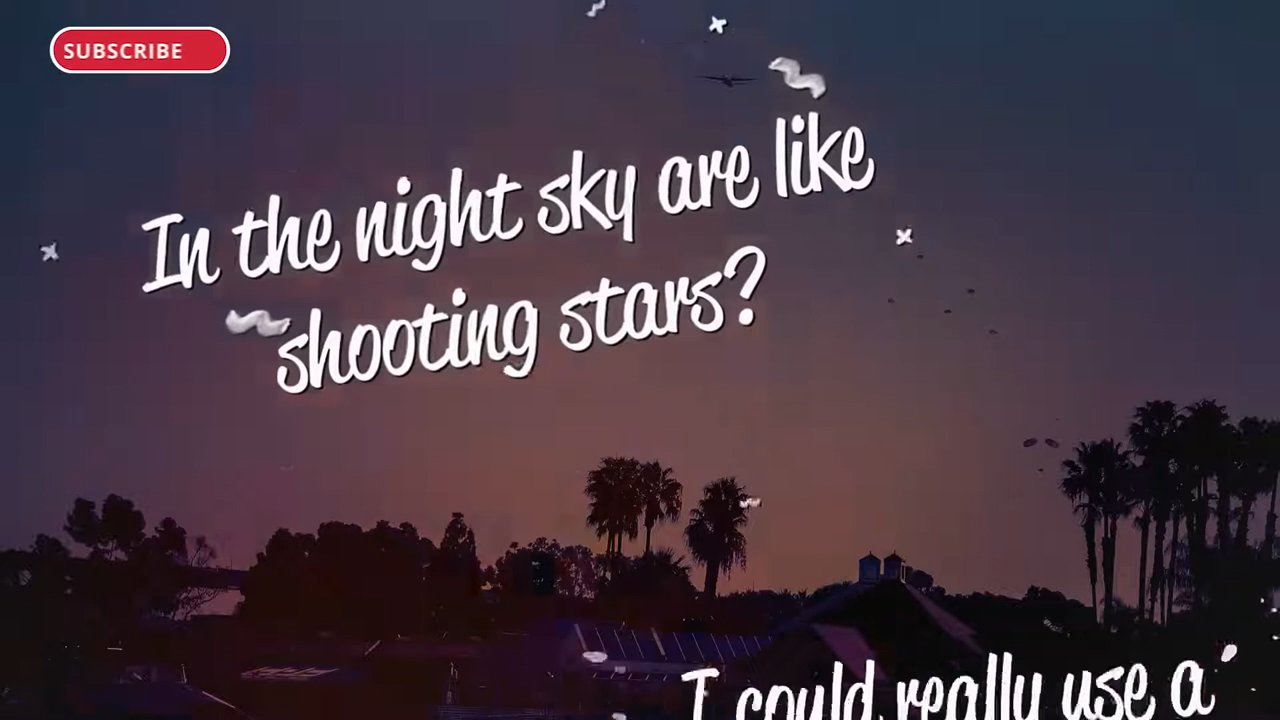 SUBSCRIBE
In the night sky are like
shooting stars?
I could really use a